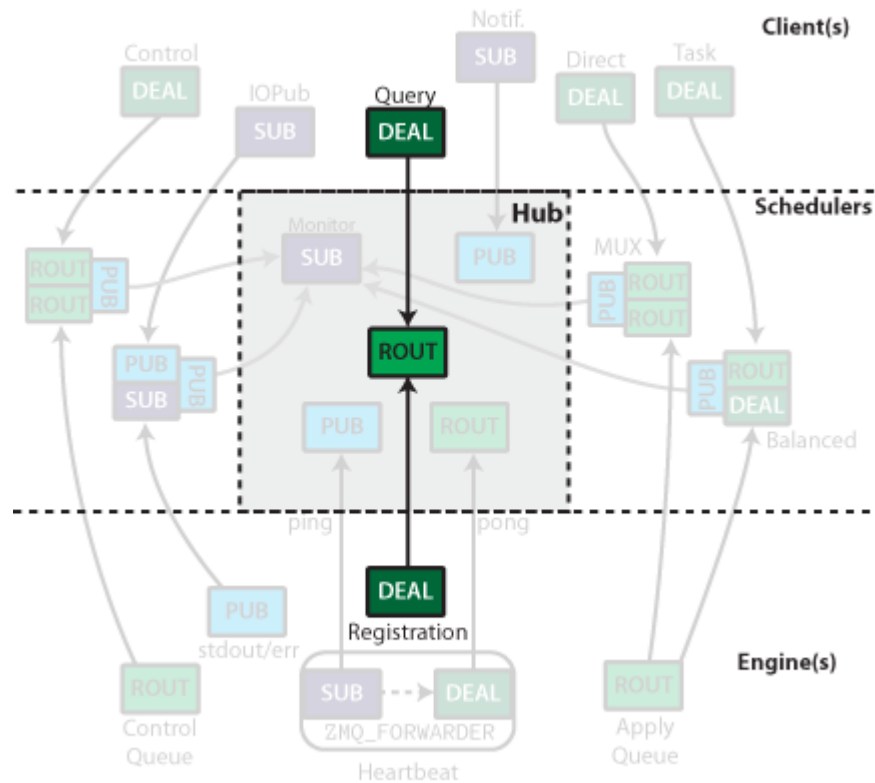 Notif.
Client(s)
Control
SUB
Direct
Task
DEAL
IOPub
Query
DEAL
DEAL
SUB
DEAL
Hub
Schedulers
Monitor
SUB
PUB
MUX
ROUT
ROUT
PUB
PUB
ROUT
ROUT
ROUT
PUB
SUB
PUB
PUB
ROUT
DEAL
PUB
ROUT
Balanced
ping
pong
DEAL
PUB
Registration
stdout/err
Engine(s)
ROUT
SUB
DEAL
ROUT
Control
Queue
ZMQ_FORWARDER
Apply
Queue
Heartbeat